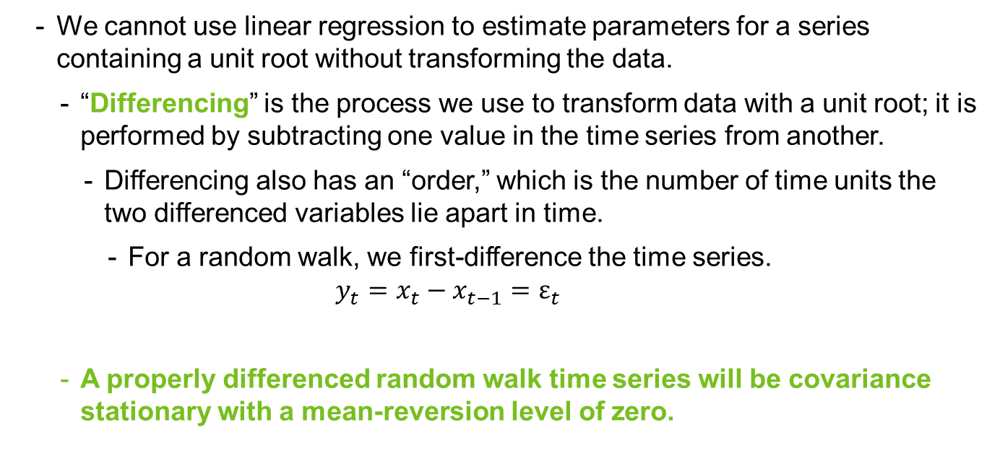 - We cannot use linear regression to estimate parameters for a series
containing a unit root without transforming the data.
- “Differencing” is the process we use to transform data with a unit root; it is
performed by subtracting one value in the time series from another.
- Differencing also has an “order,” which is the number of time units the
two differenced variables lie apart in time.
- For a random walk, we first-difference the time series.
𝑦ₜ = 𝑥ₜ − 𝑥ₜ₋₁ = εₜ
- A properly differenced random walk time series will be covariance
stationary with a mean-reversion level of zero.